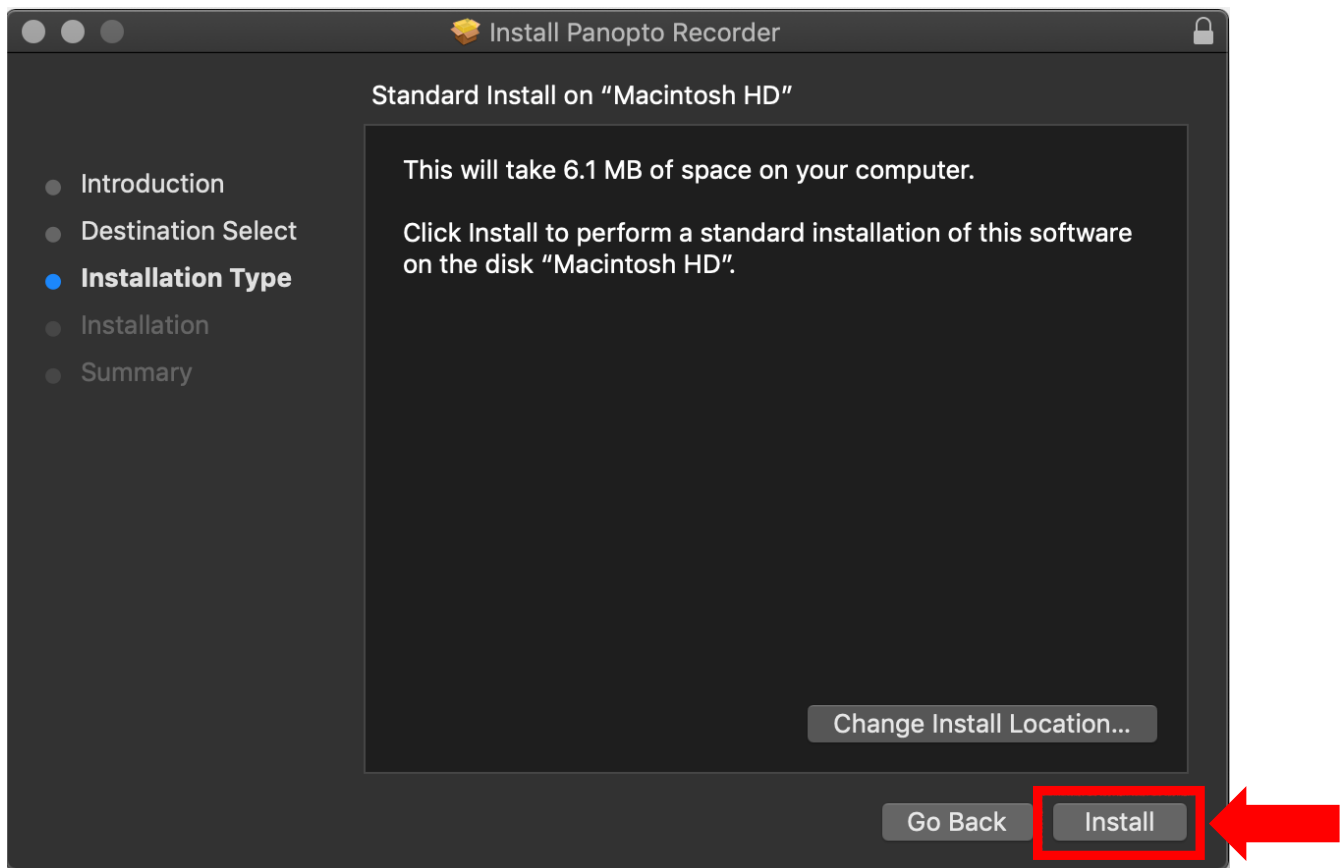 Install Panopto Recorder
Standard Install on “Macintosh HD”
Introduction
Destination Select
Installation Type
Installation
Summary
This will take 6.1 MB of space on your computer.
Click Install to perform a standard installation of this software
on the disk “Macintosh HD”.
Change Install Location...
Go Back
Install